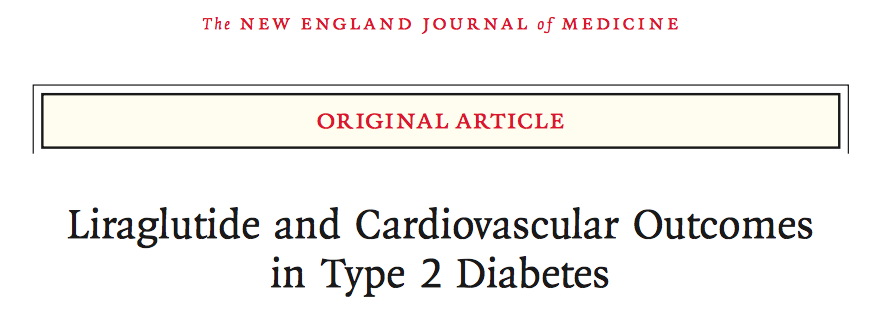 The NEW ENGLAND JOURNAL of MEDICINE
ORIGINAL ARTICLE
Liraglutide and Cardiovascular Outcomes
in Type 2 Diabetes